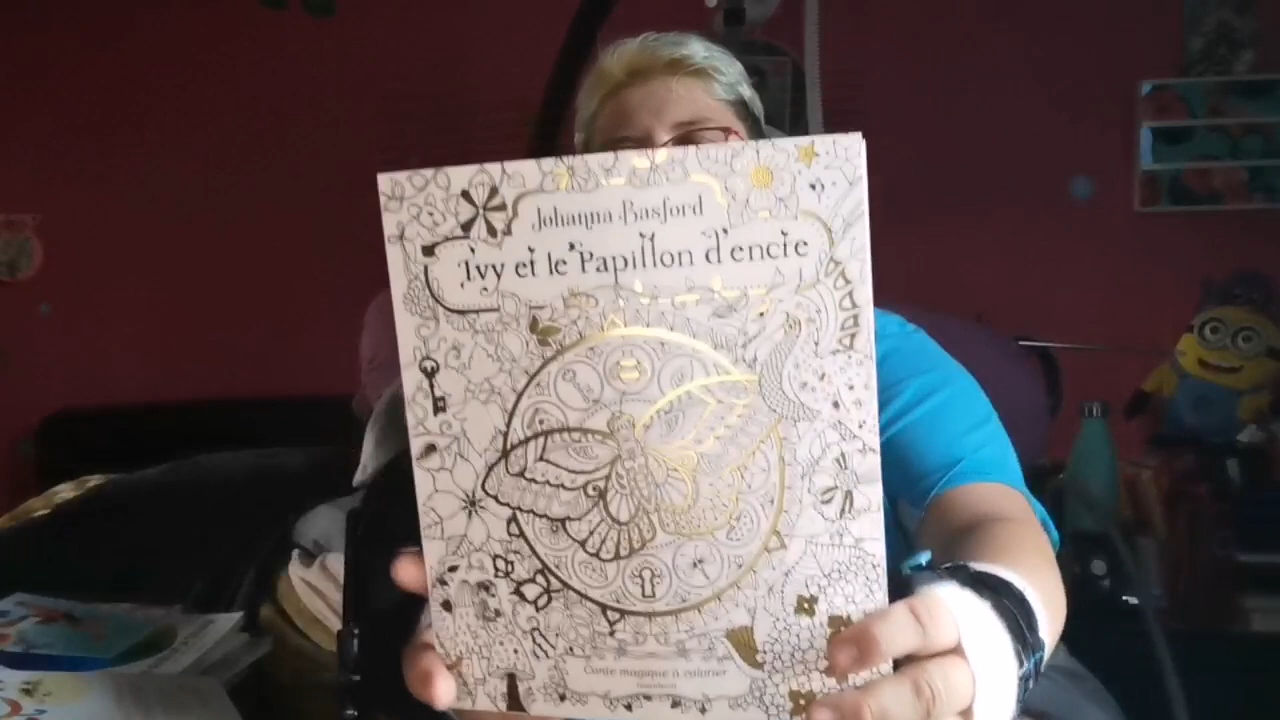 Johanna Basford
Ivy et le Papillon d'encre
Conte magique à colorier